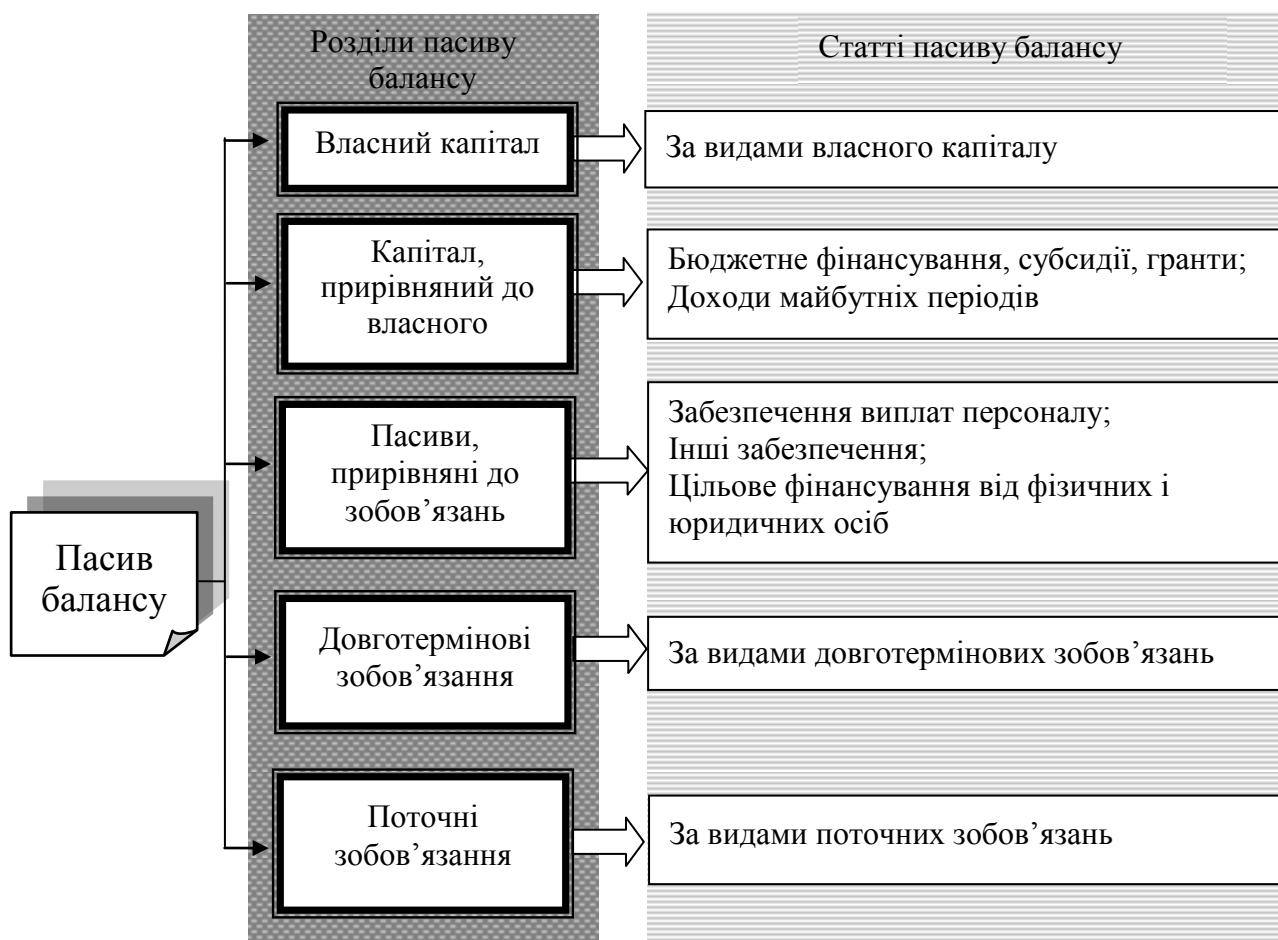 Розділи пасиву
балансу
Статті пасиву балансу
Власний капітал
За видами власного капіталу
Капітал,
прирівняний до
власного
Бюджетне фінансування, субсидії, гранти;
Доходи майбутніх періодів
Пасиви,
прирівняні до
зобов’язань
Забезпечення виплат персоналу;
Інші забезпечення;
Цільове фінансування від фізичних і
юридичних осіб
Пасив
балансу
Довготермінові
зобов’язання
За видами довготермінових зобов’язань
Поточні
зобов’язання
За видами поточних зобов’язань